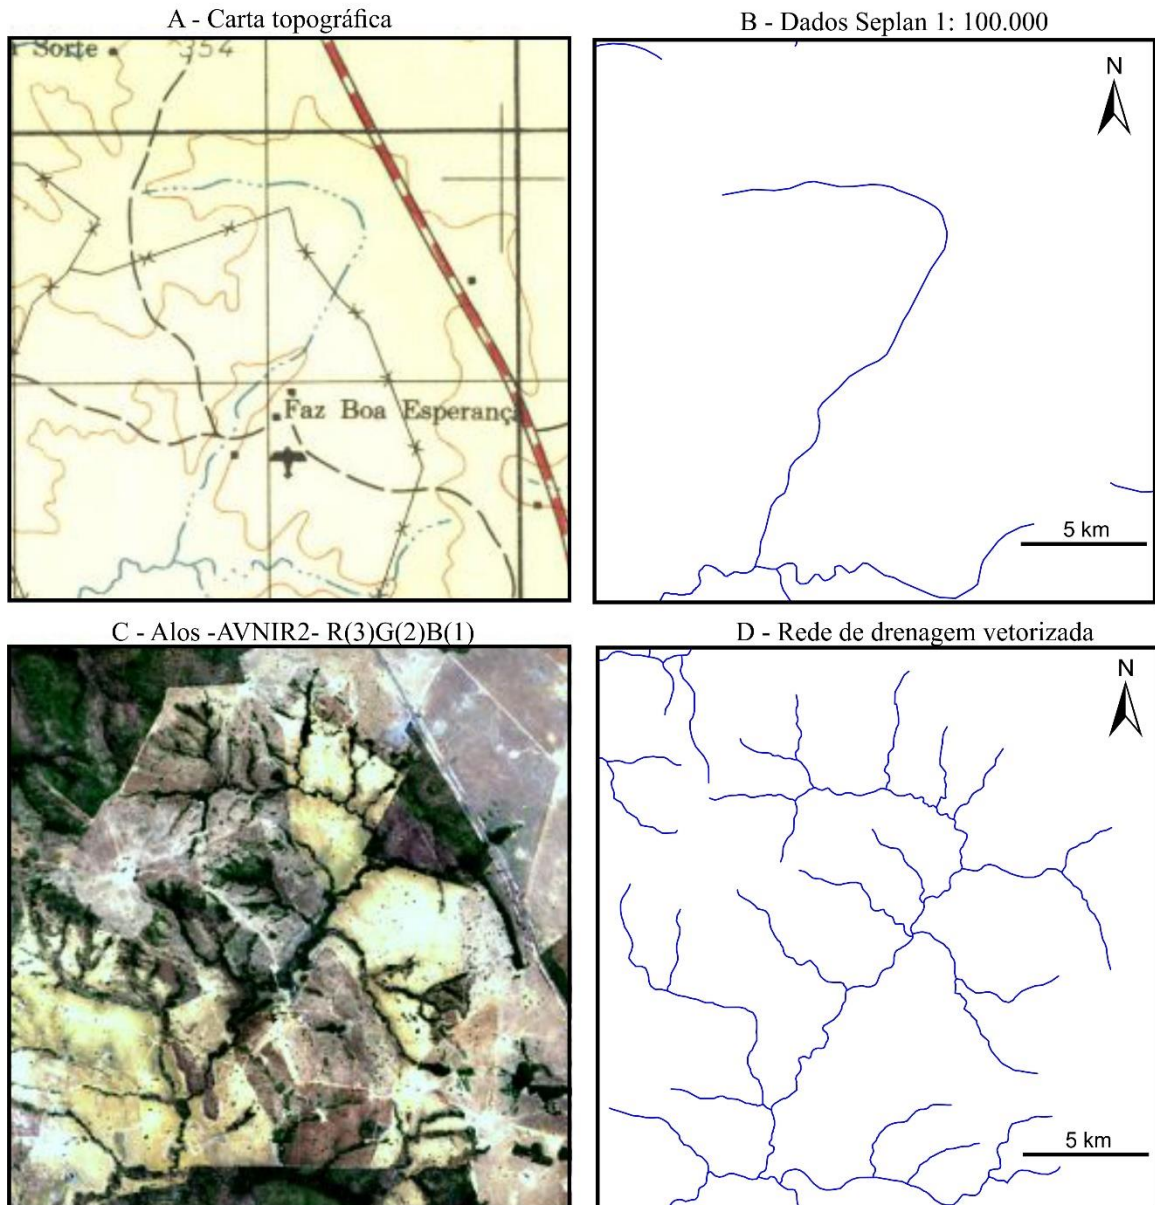 A - Carta topográfica
B - Dados Seplan 1: 100.000
Sorte
354
N
Faz Boa Esperança
5 km
C - Alos -AVNIR2- R(3)G(2)B(1)
D - Rede de drenagem vetorizada
N
5 km